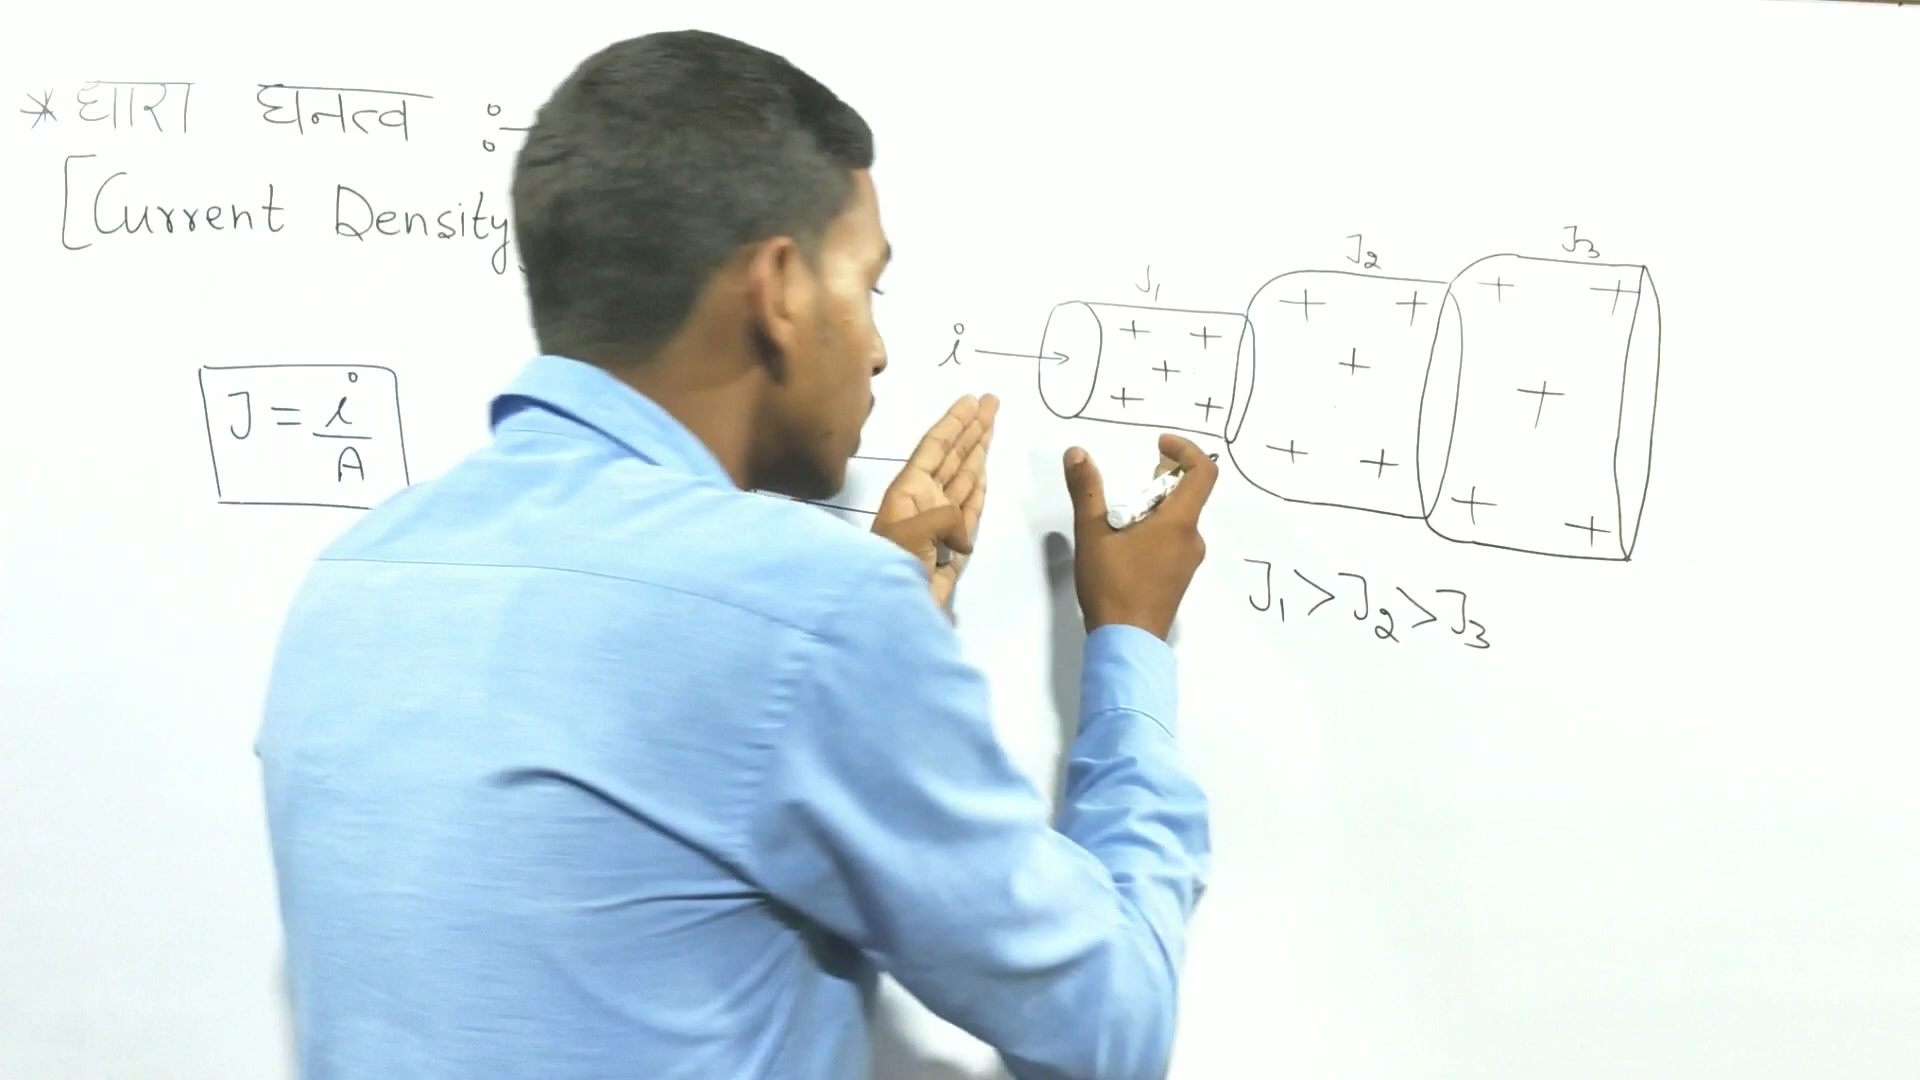 * धारा घनत्व :-
[Current Density
J = i/A
i
J₁
J₂
J₃
+ + + + +
+ + + + +
+ + + + +
J₁ > J₂ > J₃